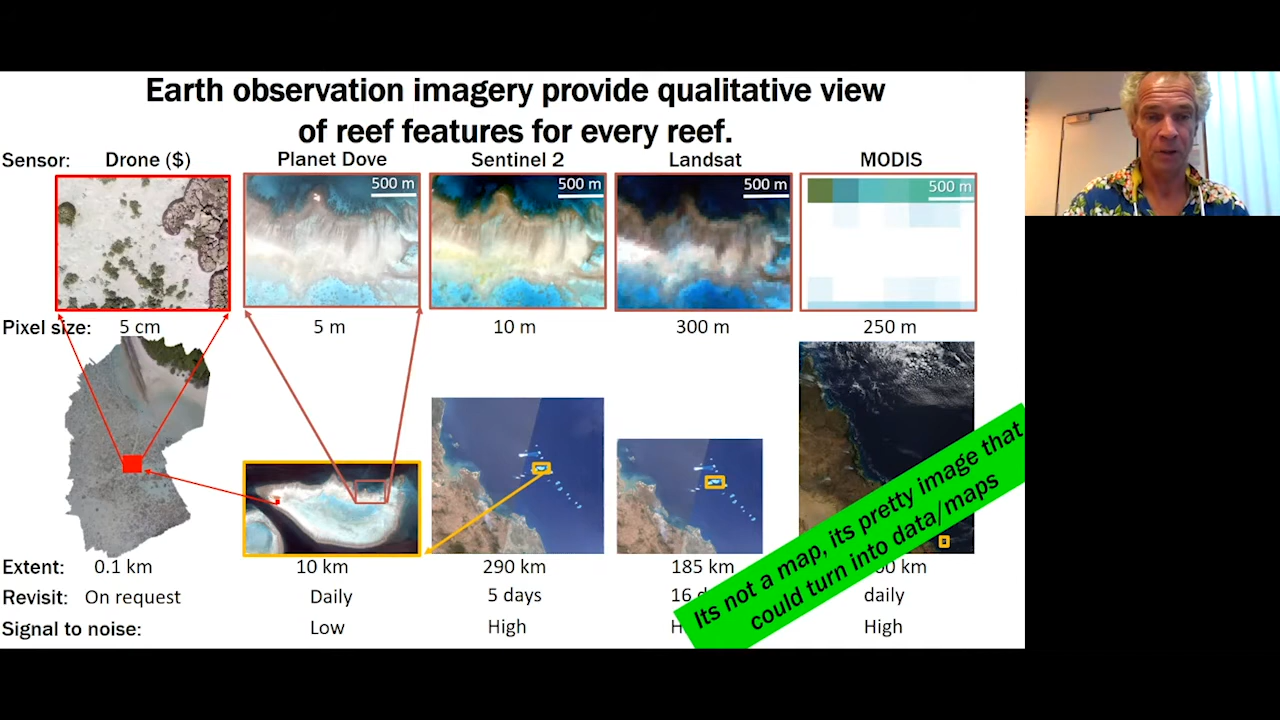 Earth observation imagery provide qualitative view
of reef features for every reef.
Sensor: Drone ($) Planet Dove Sentinel 2 Landsat MODIS
500 m 500 m 500 m 500 m
Pixel size: 5 cm 5 m 10 m 300 m 250 m
Extent: 0.1 km 10 km 290 km 185 km km
Revisit: On request Daily 5 days 16 daily
Signal to noise: Low High High
Its not a map, its pretty image that
could turn into data/maps